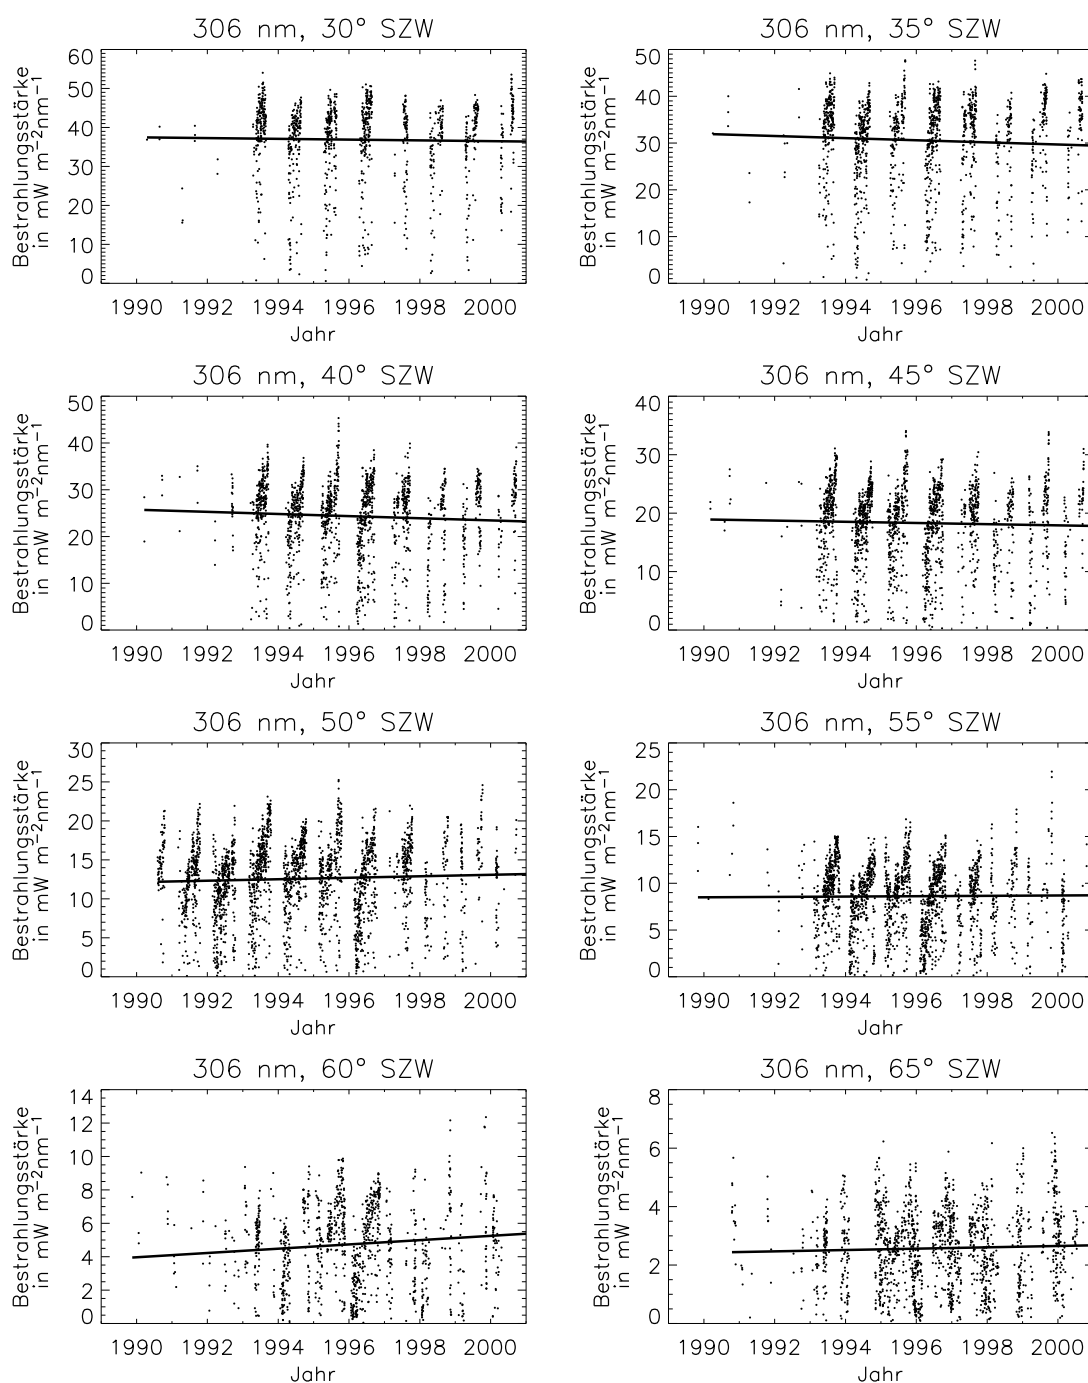 306 nm, 30° SZW
Bestrahlungsstärke
in mW m⁻²nm⁻¹
60
50
40
30
20
10
0
1990 1992 1994 1996 1998 2000
Jahr
306 nm, 35° SZW
Bestrahlungsstärke
in mW m⁻²nm⁻¹
50
40
30
20
10
0
1990 1992 1994 1996 1998 2000
Jahr
306 nm, 40° SZW
Bestrahlungsstärke
in mW m⁻²nm⁻¹
50
40
30
20
10
0
1990 1992 1994 1996 1998 2000
Jahr
306 nm, 45° SZW
Bestrahlungsstärke
in mW m⁻²nm⁻¹
40
30
20
10
0
1990 1992 1994 1996 1998 2000
Jahr
306 nm, 50° SZW
Bestrahlungsstärke
in mW m⁻²nm⁻¹
30
25
20
15
10
5
0
1990 1992 1994 1996 1998 2000
Jahr
306 nm, 55° SZW
Bestrahlungsstärke
in mW m⁻²nm⁻¹
25
20
15
10
5
0
1990 1992 1994 1996 1998 2000
Jahr
306 nm, 60° SZW
Bestrahlungsstärke
in mW m⁻²nm⁻¹
14
12
10
8
6
4
2
0
1990 1992 1994 1996 1998 2000
Jahr
306 nm, 65° SZW
Bestrahlungsstärke
in mW m⁻²nm⁻¹
8
6
4
2
0
1990 1992 1994 1996 1998 2000
Jahr